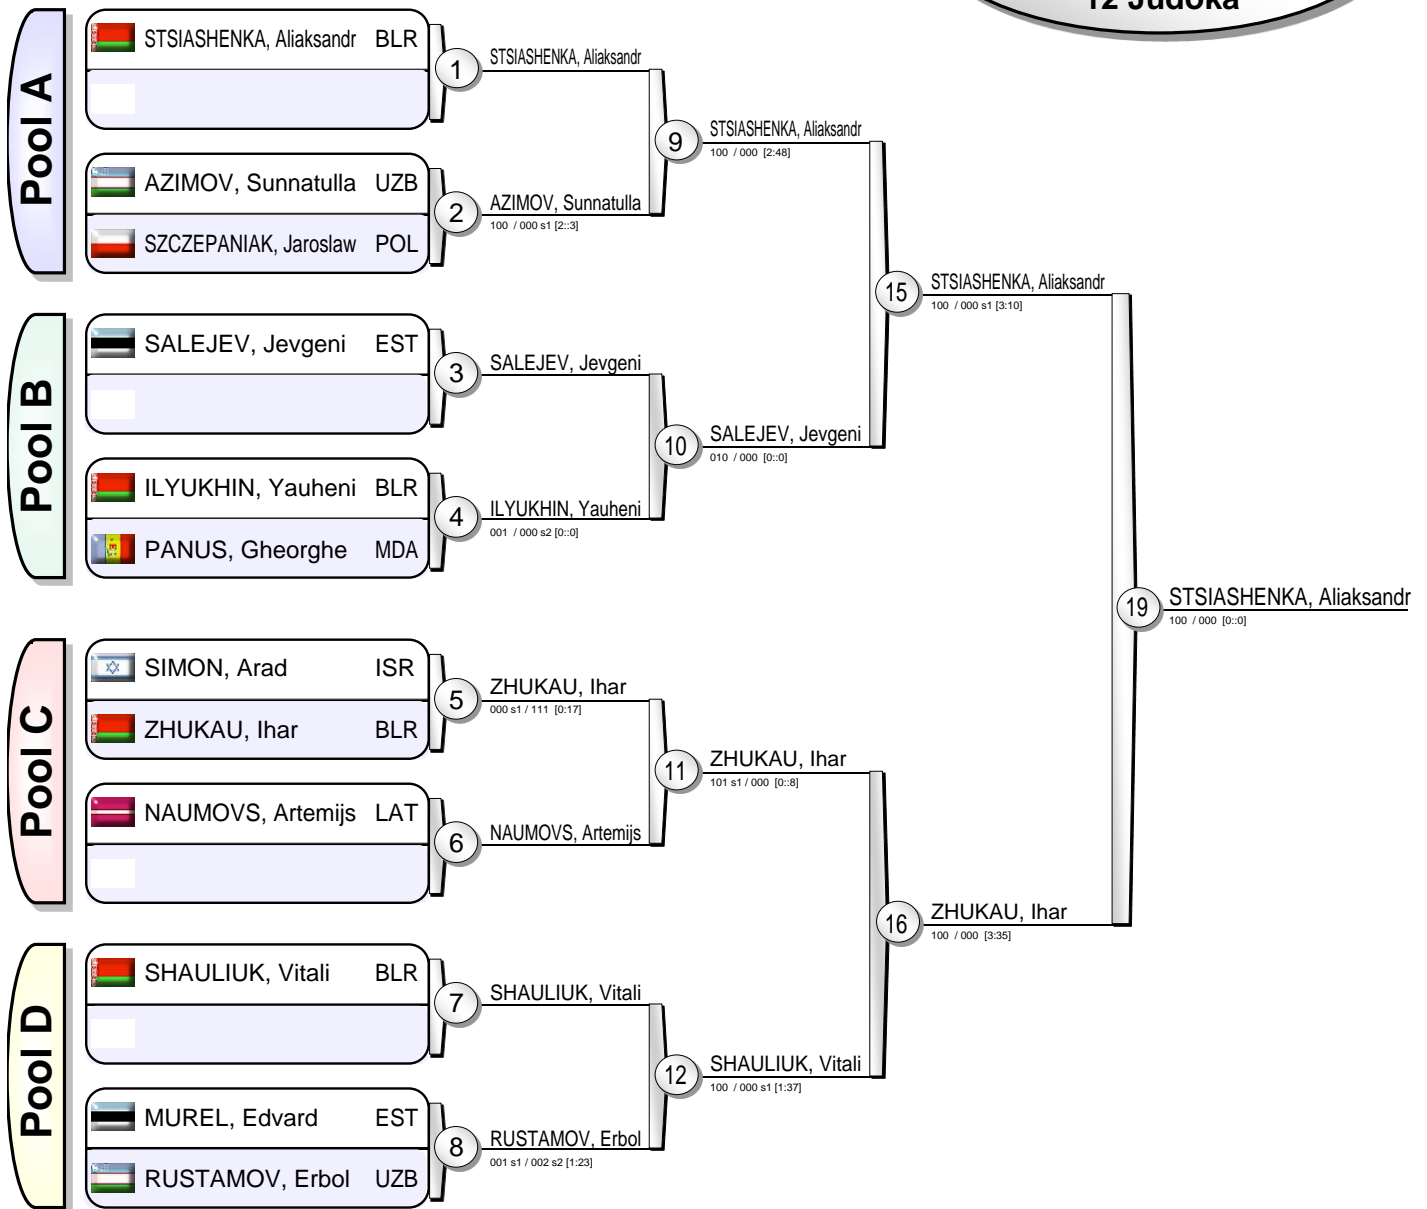 12 Judoka
Pool A
STSIASHENKA, Aliaksandr BLR
AZIMOV, Sunnatulla UZB
SZCZEPANIAK, Jaroslaw POL
Pool B
SALEJEV, Jevgeni EST
ILYUKHIN, Yauheni BLR
PANUS, Gheorghe MDA
Pool C
SIMON, Arad ISR
ZHUKAU, Ihar BLR
NAUMOVS, Artemijs LAT
Pool D
SHAULIUK, Vitali BLR
MUREL, Edvard EST
RUSTAMOV, Erbol UZB
1
STSIASHENKA, Aliaksandr
2
AZIMOV, Sunnatulla
100 / 000 s1 [2::3]
3
SALEJEV, Jevgeni
4
ILYUKHIN, Yauheni
001 / 000 s2 [0::0]
5
ZHUKAU, Ihar
000 s1 / 111 [0:17]
6
NAUMOVS, Artemijs
7
SHAULIUK, Vitali
8
RUSTAMOV, Erbol
001 s1 / 002 s2 [1:23]
9
STSIASHENKA, Aliaksandr
100 / 000 [2:48]
10
SALEJEV, Jevgeni
010 / 000 [0::0]
11
ZHUKAU, Ihar
101 s1 / 000 [0::8]
12
SHAULIUK, Vitali
100 / 000 s1 [1:37]
15
STSIASHENKA, Aliaksandr
100 / 000 s1 [3:10]
16
ZHUKAU, Ihar
100 / 000 [3:35]
19
STSIASHENKA, Aliaksandr
100 / 000 [0::0]